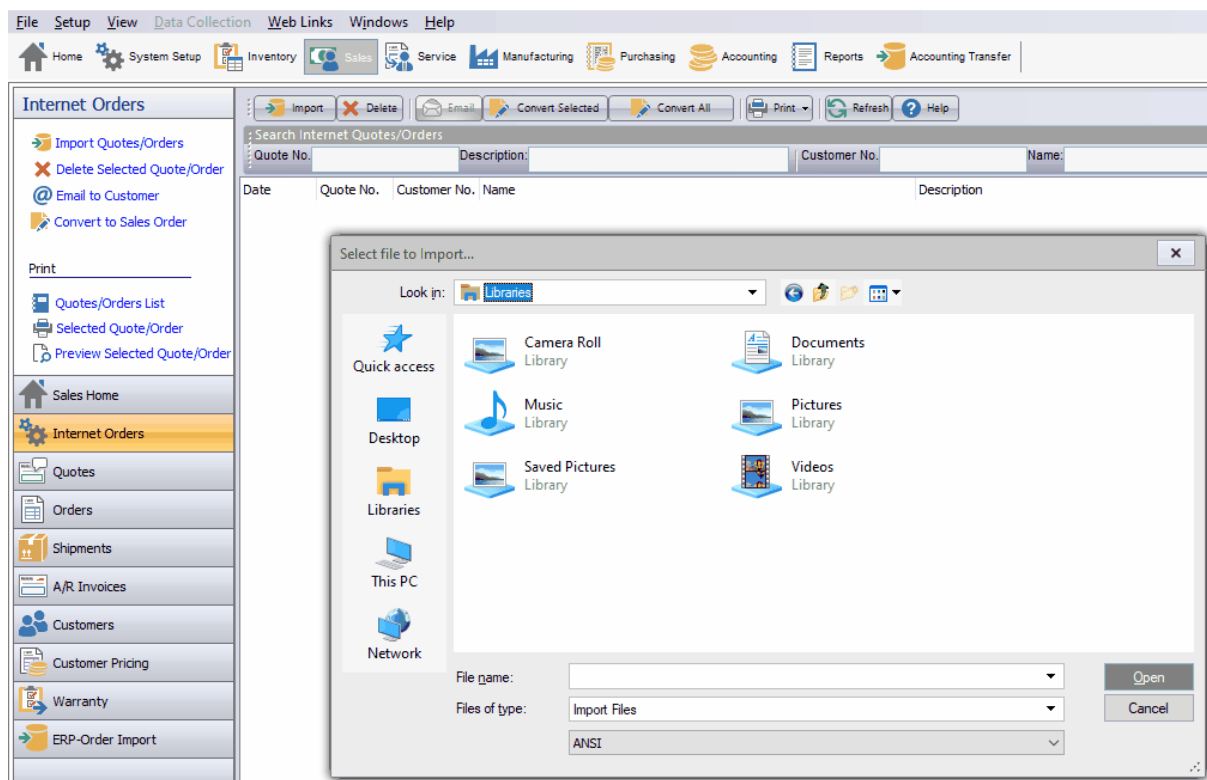 File Setup View Data Collection Web Links Windows Help
Home System Setup Inventory Sales Service Manufacturing Purchasing Accounting Reports Accounting Transfer
Internet Orders
Import Quotes/Orders
Delete Selected Quote/Order
Email to Customer
Convert to Sales Order
Print
Quotes/Orders List
Selected Quote/Order
Preview Selected Quote/Order
Sales Home
Internet Orders
Quotes
Orders
Shipments
A/R Invoices
Customers
Customer Pricing
Warranty
ERP-Order Import
Import Delete Email Convert Selected Convert All Print Refresh Help
Search Internet Quotes/Orders
Quote No. Description: Customer No. Name:
Date Quote No. Customer No. Name Description
Select file to Import...
Look in: Libraries
Quick access
Desktop
Libraries
This PC
Network
Camera Roll
Library
Documents
Library
Music
Library
Pictures
Library
Saved Pictures
Library
Videos
Library
File name:
Open
Files of type: Import Files
Cancel
ANSI